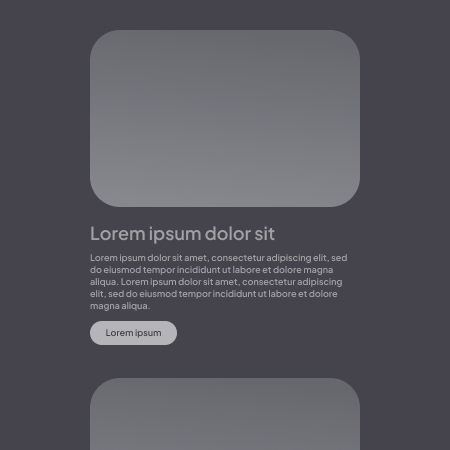 Lorem ipsum dolor sit
Lorem ipsum dolor sit amet, consectetur adipiscing elit, sed
do eiusmod tempor incididunt ut labore et dolore magna
aliqua. Lorem ipsum dolor sit amet, consectetur adipiscing
elit, sed do eiusmod tempor incididunt ut labore et dolore
magna aliqua.
Lorem ipsum